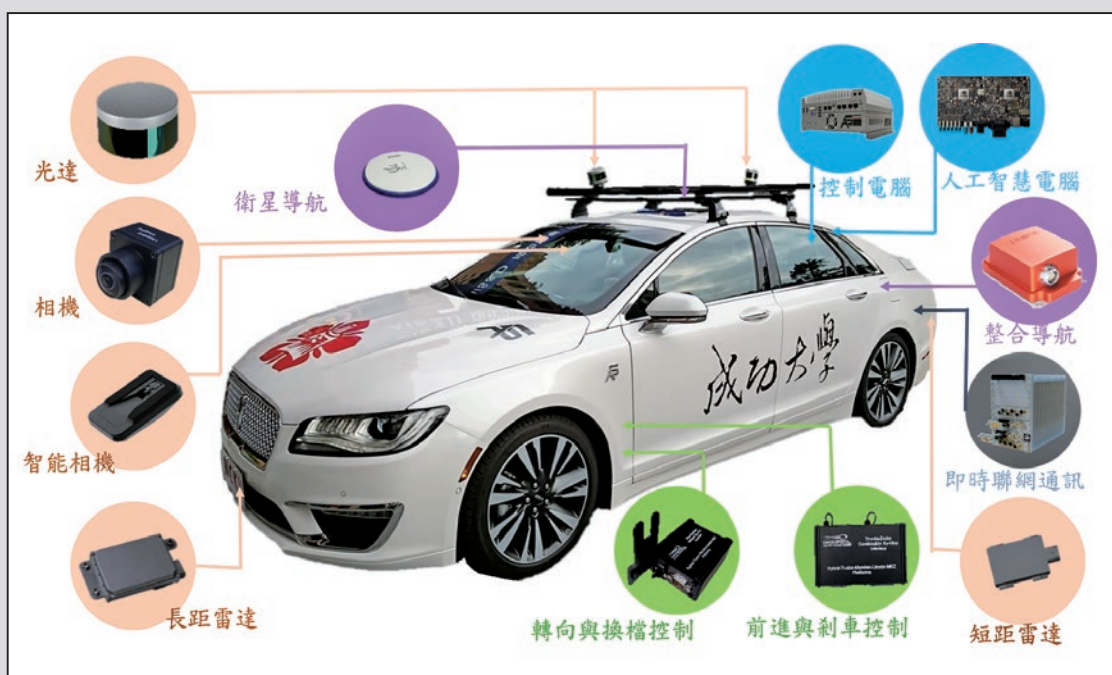 光達
衛星導航
控制電腦
人工智慧電腦
相機
整合導航
成功大學
智能相機
即時聯網通訊
長距雷達
轉向與換檔控制
前進與剎車控制
短距雷達